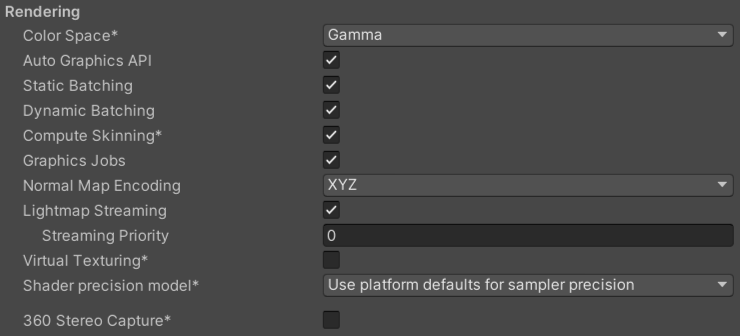 Rendering
Color Space* Gamma
Auto Graphics API
Static Batching
Dynamic Batching
Compute Skinning*
Graphics Jobs
Normal Map Encoding XYZ
Lightmap Streaming
Streaming Priority 0
Virtual Texturing*
Shader precision model* Use platform defaults for sampler precision
360 Stereo Capture*